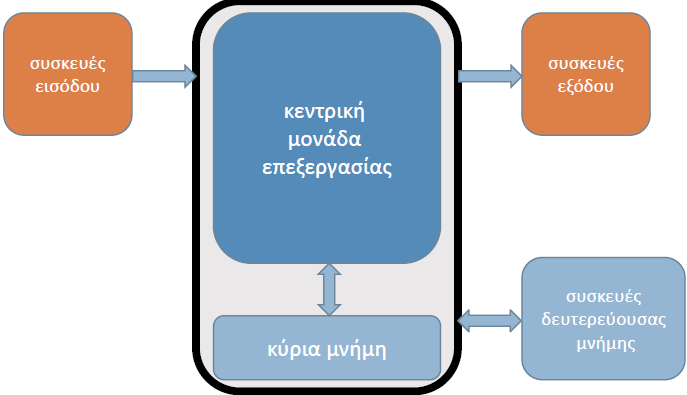 συσκευές
εισόδου
κεντρική
μονάδα
επεξεργασίας
συσκευές
εξόδου
κύρια μνήμη
συσκευές
δευτερεύουσας
μνήμης